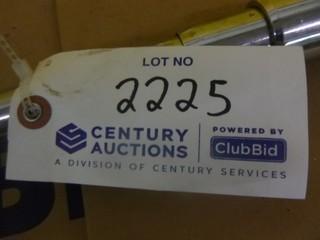 LOT NO
2225
CENTURY
AUCTIONS
POWERED BY
ClubBid
A DIVISION OF CENTURY SERVICES